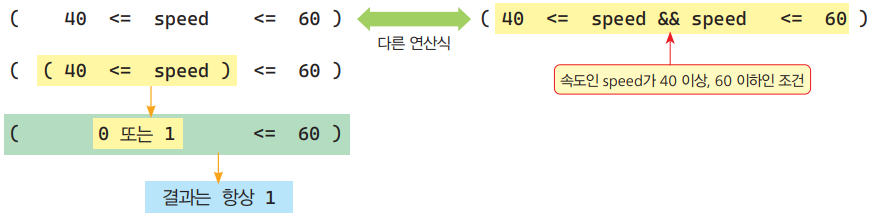 ( 40 <= speed <= 60 )
다른 연산식
( 40 <= speed && speed <= 60 )
속도인 speed가 40 이상, 60 이하인 조건
( ( 40 <= speed ) <= 60 )
( 0 또는 1 <= 60 )
결과는 항상 1